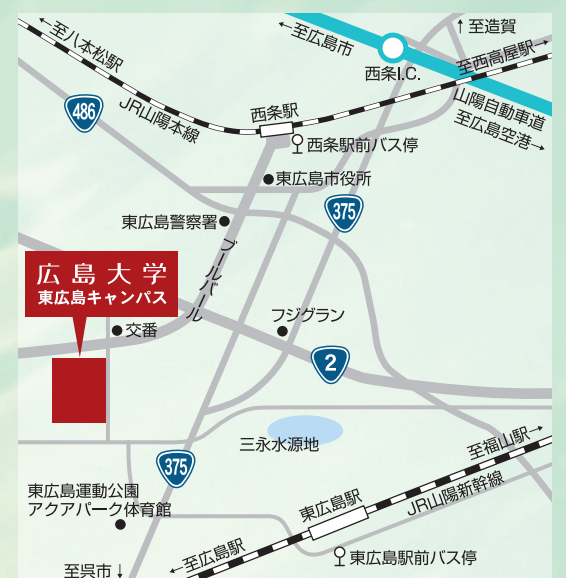 ←至八本松駅
←至広島市
↑至造賀
西条I.C.
至西高屋駅→
山陽自動車道
至広島空港→
486
JR山陽本線
西条駅
西条駅前バス停
東広島市役所
375
東広島警察署
ブールバール
広島大学
東広島キャンパス
交番
フジグラン
2
三永水源地
至福山駅→
375
東広島運動公園
アクアパーク体育館
東広島駅
JR山陽新幹線
←至広島駅
東広島駅前バス停
至呉市↓